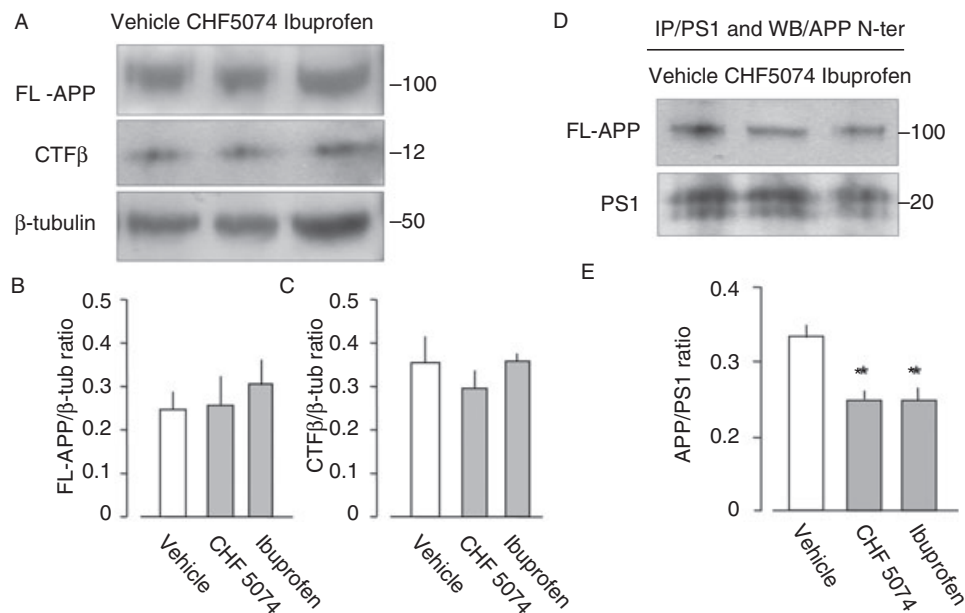 A
Vehicle CHF5074 Ibuprofen
FL -APP
–100
CTFβ
–12
β-tubulin
–50
D
IP/PS1 and WB/APP N-ter
Vehicle CHF5074 Ibuprofen
FL-APP
–100
PS1
–20
B
FL-APP/β-tub ratio
0.5
0.4
0.3
0.2
0.1
0
Vehicle
CHF 5074
Ibuprofen
C
CTFβ/β-tub ratio
0.5
0.4
0.3
0.2
0.1
0
Vehicle
CHF 5074
Ibuprofen
E
APP/PS1 ratio
0.4
0.3
0.2
0
** **
Vehicle
CHF 5074
Ibuprofen